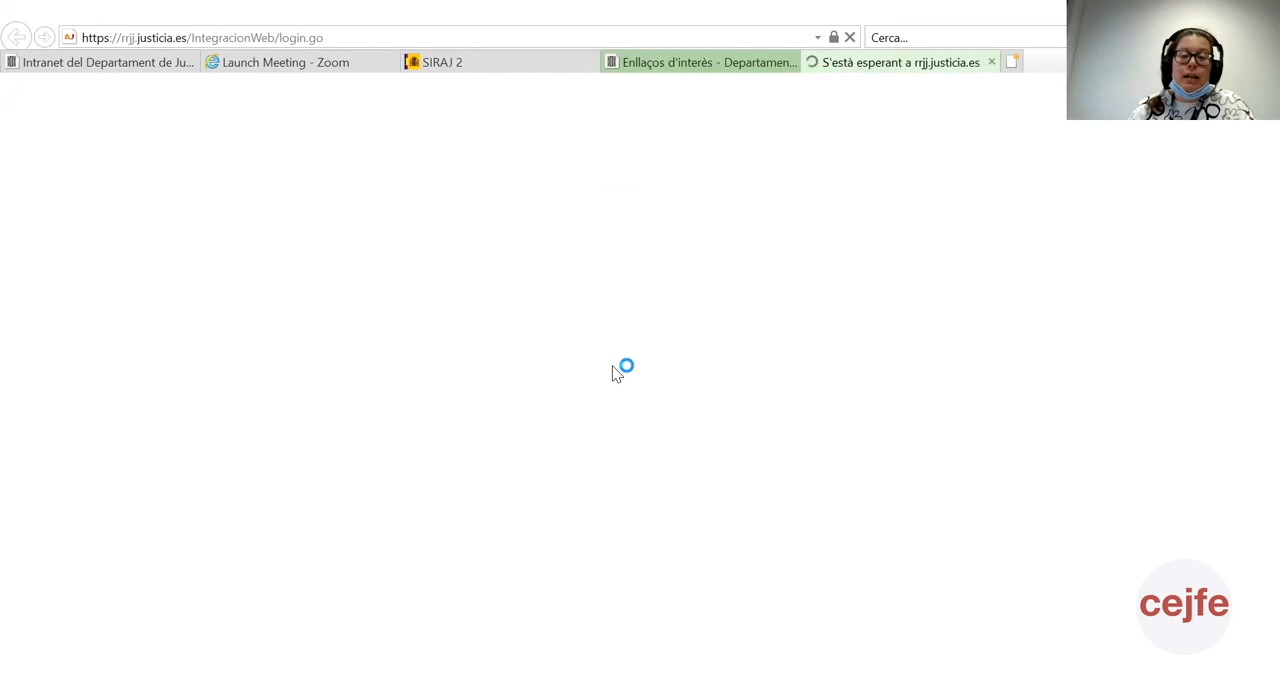 https://rrjj.justicia.es/IntegracionWeb/login.go
Cerca...
Intranet del Departament de Ju...
Launch Meeting - Zoom
SIRAJ 2
Enllaços d'interès - Departamen...
S'està esperant a rrjj.justicia.es
cejfe